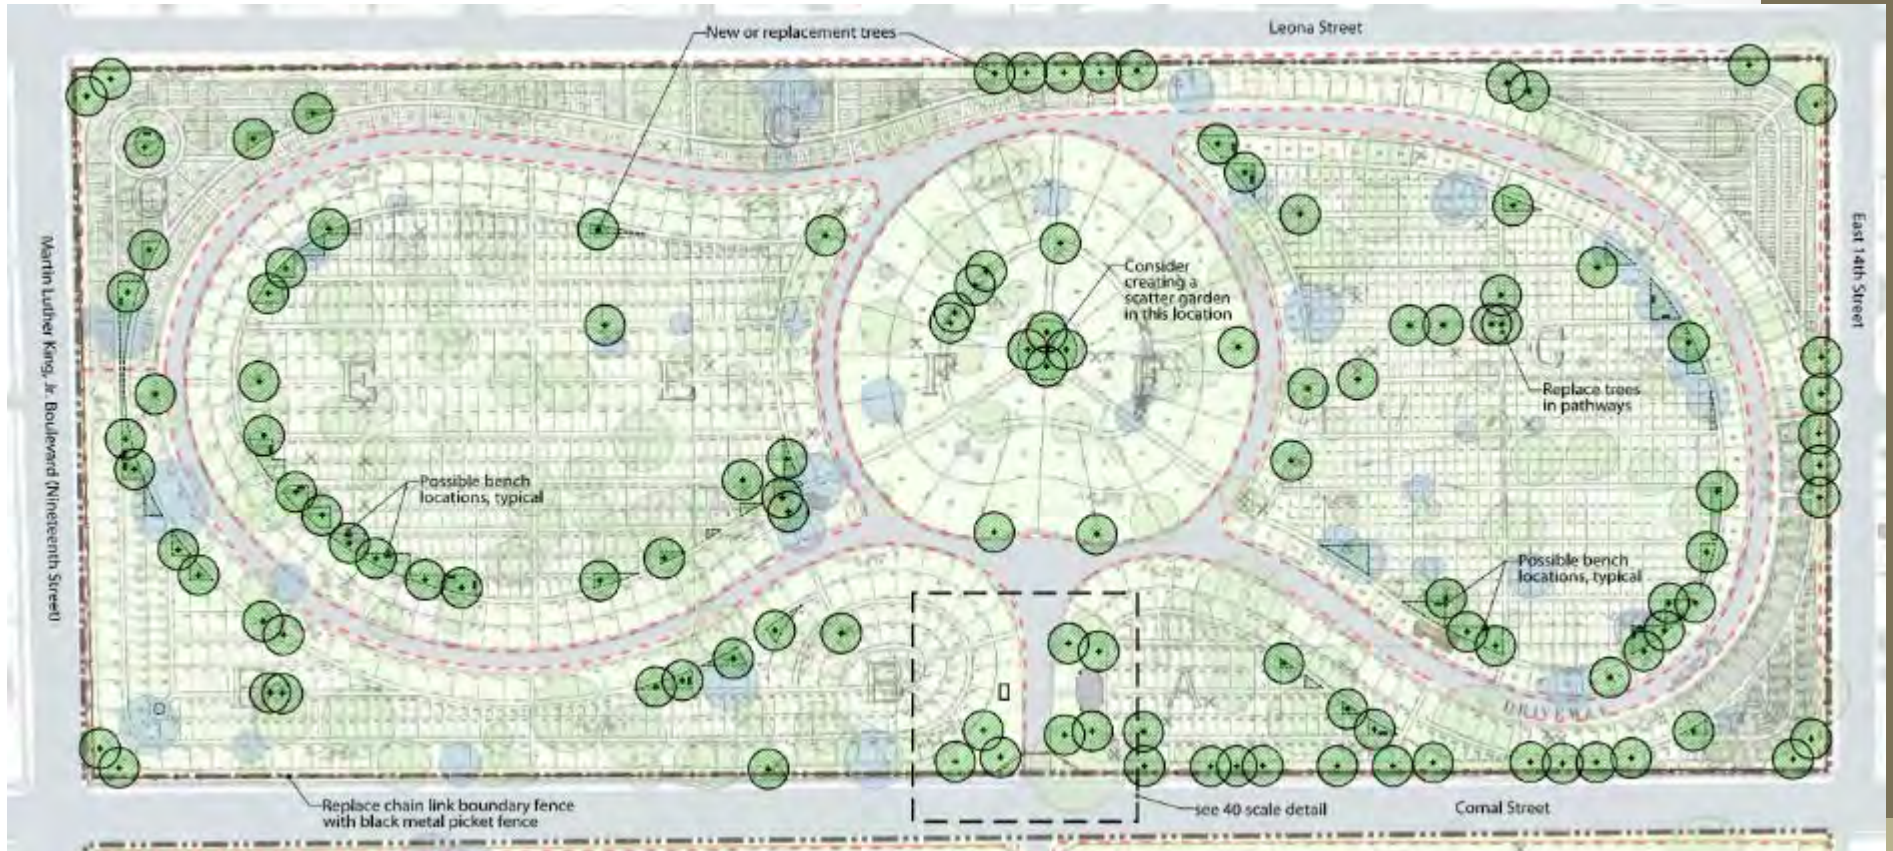 Leona Street
New or replacement trees
C
D
G
Martin Luther King, Jr. Boulevard (Nineteenth Street)
East 14th Street
Consider
creating a
scatter garden
in this location
E
E
F
F
C
Replace trees
in pathways
Possible bench
locations, typical
Possible bench
locations, typical
B
A
DRIVEWAY
Replace chain link boundary fence
with black metal picket fence
see 40 scale detail
Comal Street